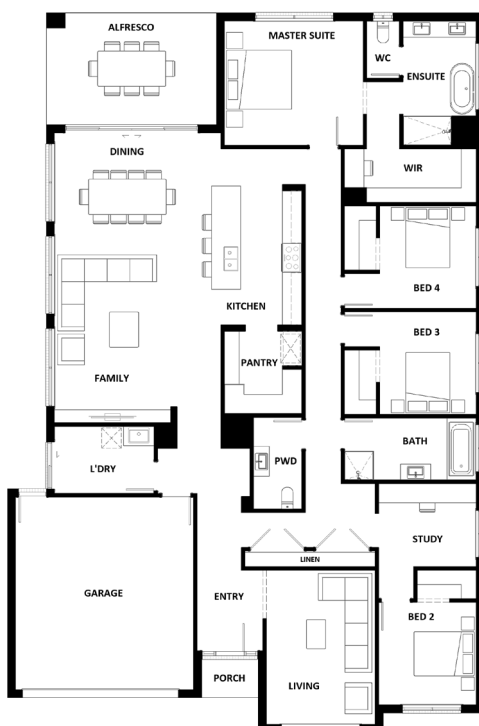 ALFRESCO
MASTER SUITE
WC
ENSUITE
DINING
WIR
BED 4
KITCHEN
BED 3
PANTRY
FAMILY
BATH
PWD
L'DRY
STUDY
LINEN
GARAGE
ENTRY
BED 2
PORCH
LIVING